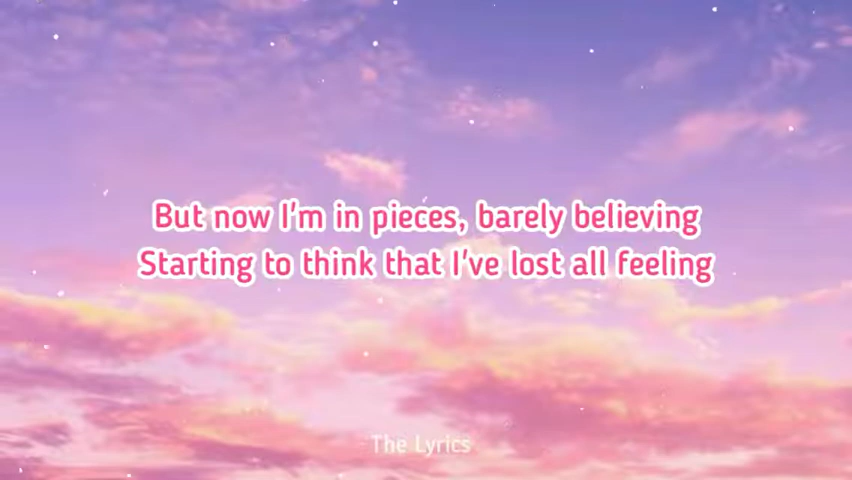 But now I'm in pieces, barely believing
Starting to think that I've lost all feeling
The Lyrics